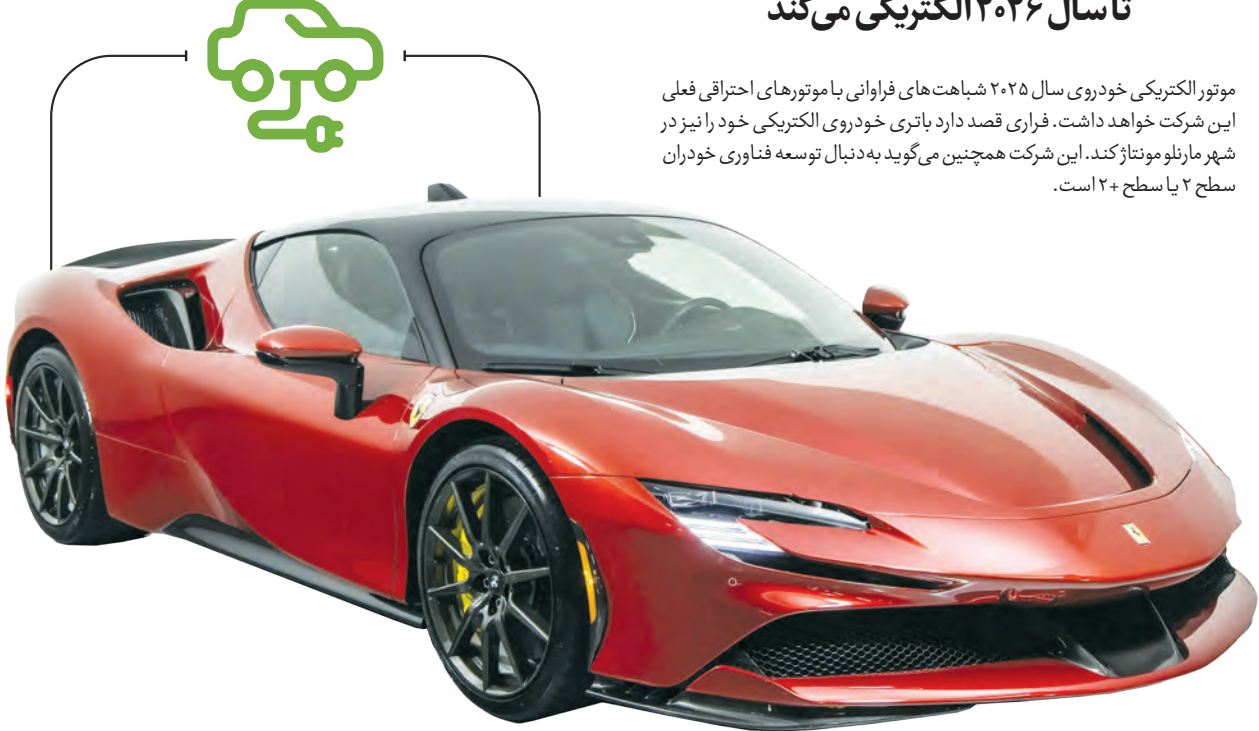 تا سال ۲۰۲۶ الکتریکی می‌کند
موتور الکتریکی خودروی سال ۲۰۲۵ شباهت‌های فراوانی با موتورهای احتراقی فعلی
این شرکت خواهد داشت. فراری قصد دارد باتری خودروی الکتریکی خود را نیز در
شهر مارنلو مونتاژ کند. این شرکت همچنین می‌گوید به‌دنبال توسعه فناوری خودران
سطح ۲ یا سطح +۲ است.